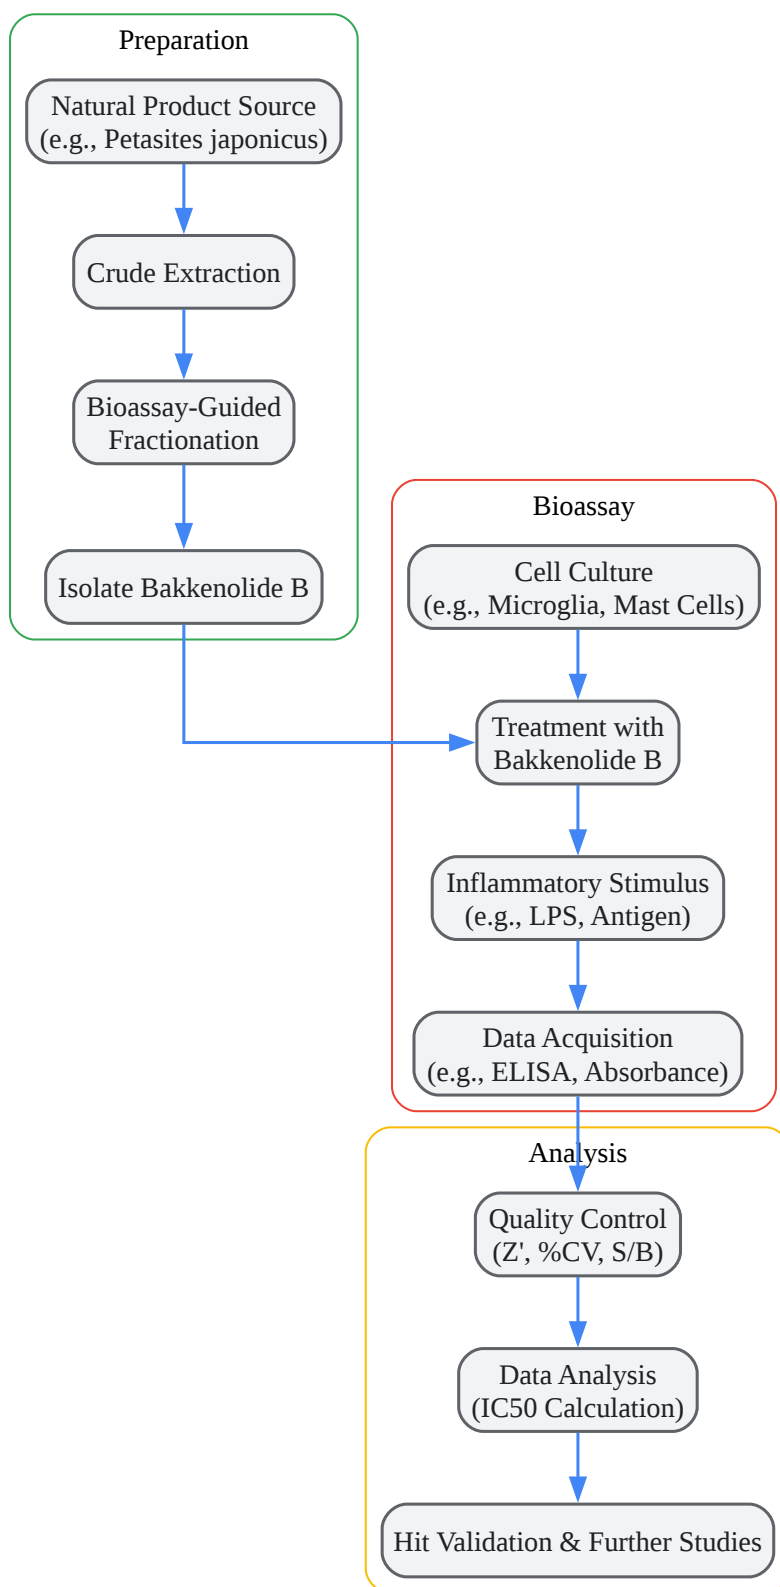 Preparation
Natural Product Source
(e.g., Petasites japonicus)
Crude Extraction
Bioassay-Guided
Fractionation
Isolate Bakkenolide B
Bioassay
Cell Culture
(e.g., Microglia, Mast Cells)
Treatment with
Bakkenolide B
Inflammatory Stimulus
(e.g., LPS, Antigen)
Data Acquisition
(e.g., ELISA, Absorbance)
Analysis
Quality Control
(Z', %CV, S/B)
Data Analysis
(IC50 Calculation)
Hit Validation & Further Studies